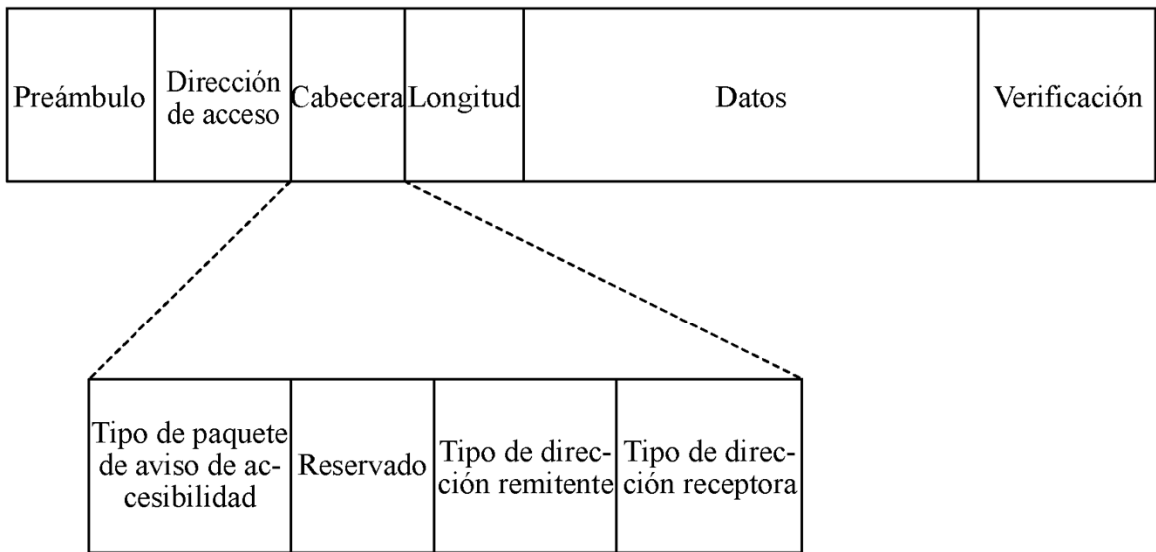 Preámbulo
Dirección
de acceso
Cabecera
Longitud
Datos
Verificación
Tipo de paquete
de aviso de ac-
cesibilidad
Reservado
Tipo de direc-
ción remitente
Tipo de direc-
ción receptora